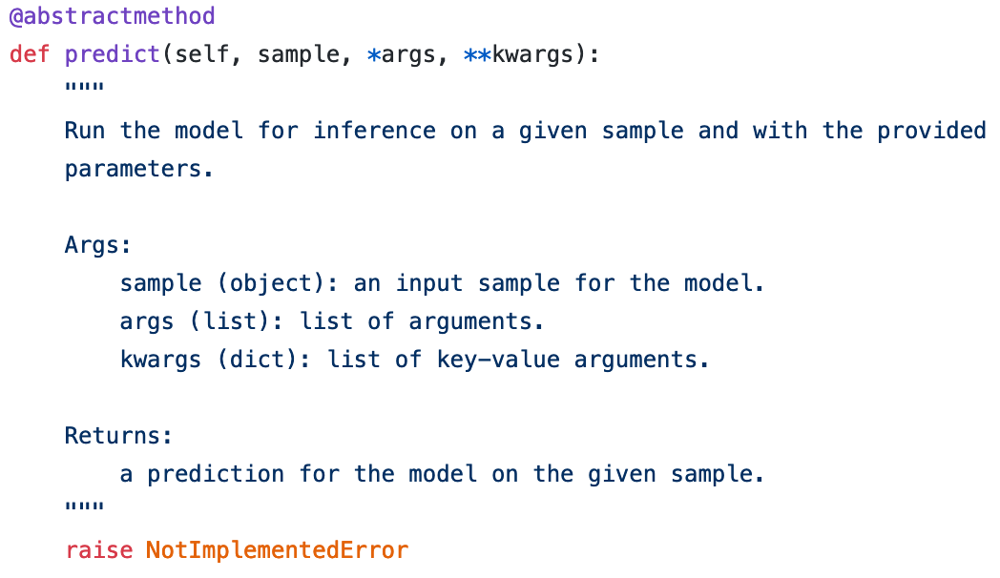 @abstractmethod
def predict(self, sample, *args, **kwargs):
    """
    Run the model for inference on a given sample and with the provided
    parameters.

    Args:
        sample (object): an input sample for the model.
        args (list): list of arguments.
        kwargs (dict): list of key-value arguments.

    Returns:
        a prediction for the model on the given sample.
    """
    raise NotImplementedError